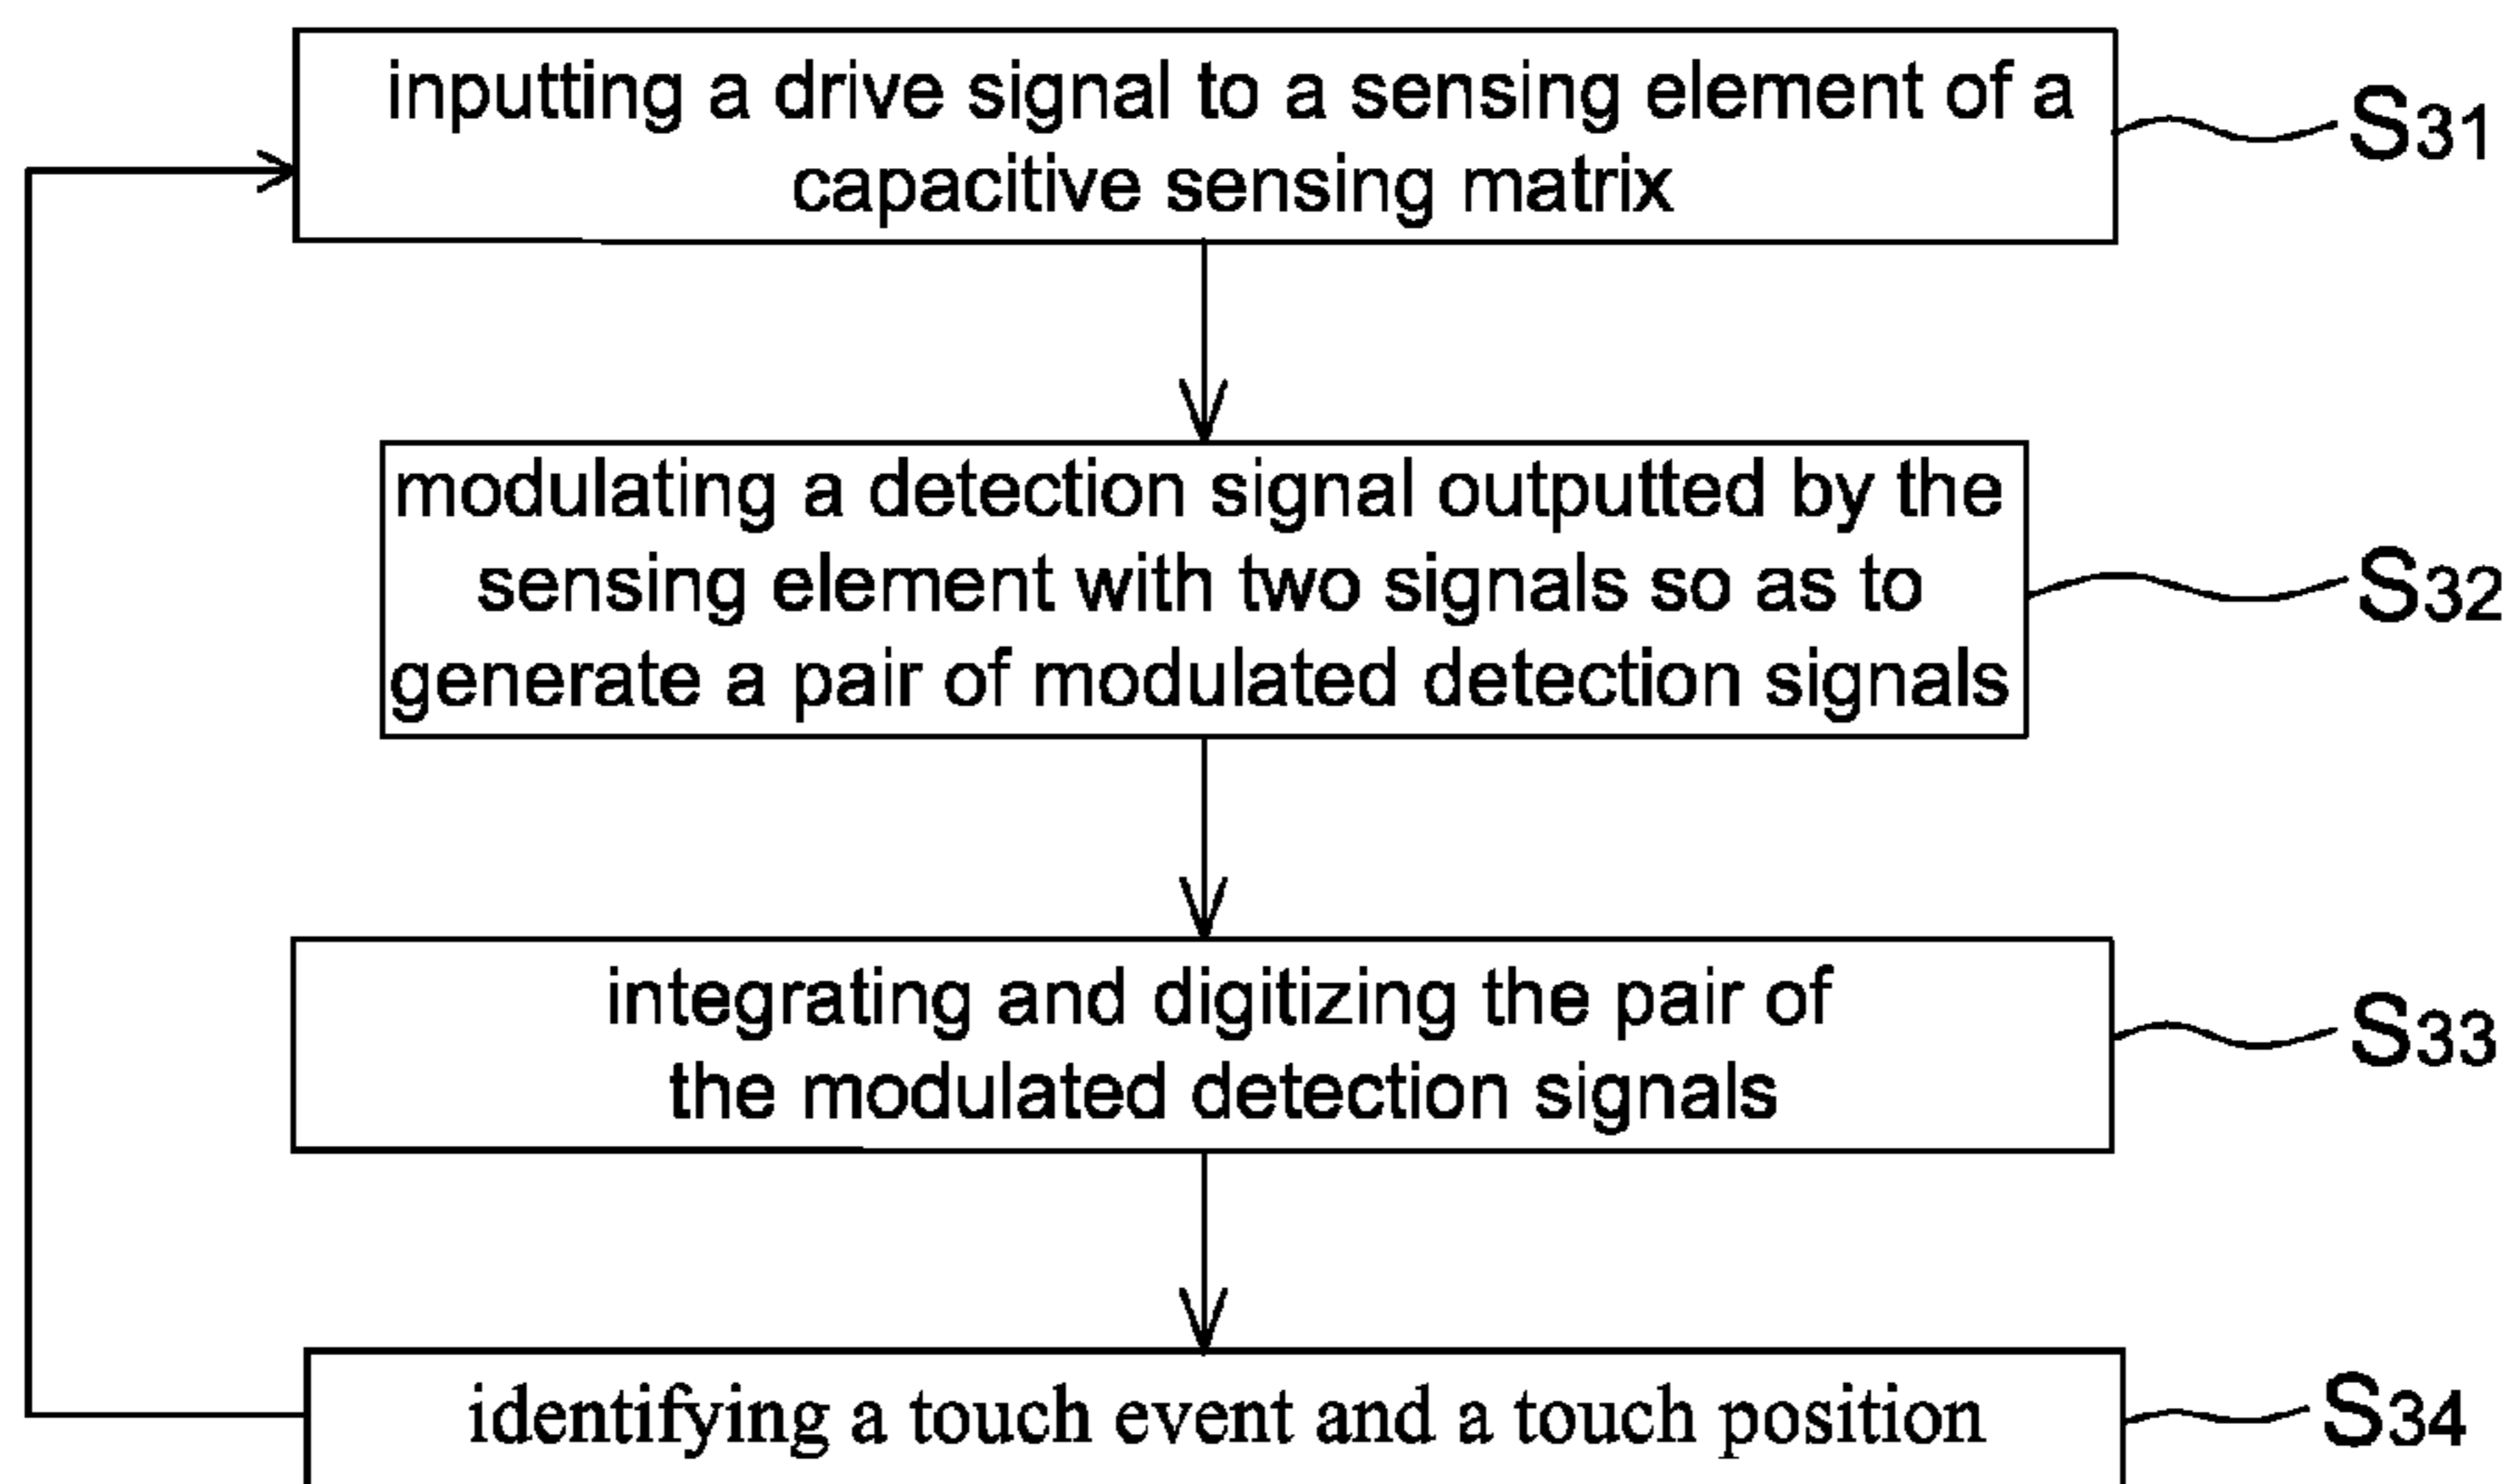 inputting a drive signal to a sensing element of a
capacitive sensing matrix
S31
modulating a detection signal outputted by the
sensing element with two signals so as to
generate a pair of modulated detection signals
S32
integrating and digitizing the pair of
the modulated detection signals
S33
identifying a touch event and a touch position
S34